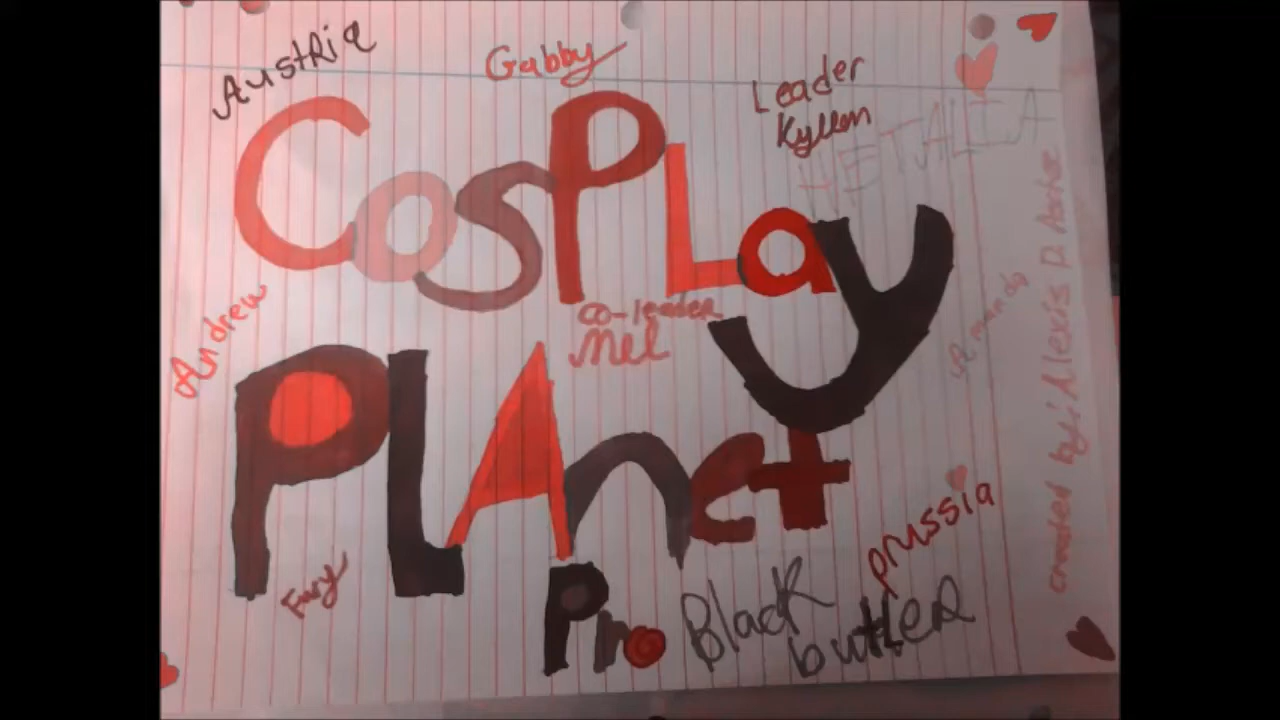 Austria
Gabby
Leader
Kyllen
HETALIA
Cosplay
co-leader
Mel
Andrew
Planet
Amanda
created by: Alexis D.
prussia
Fury
Pro
Black
butler